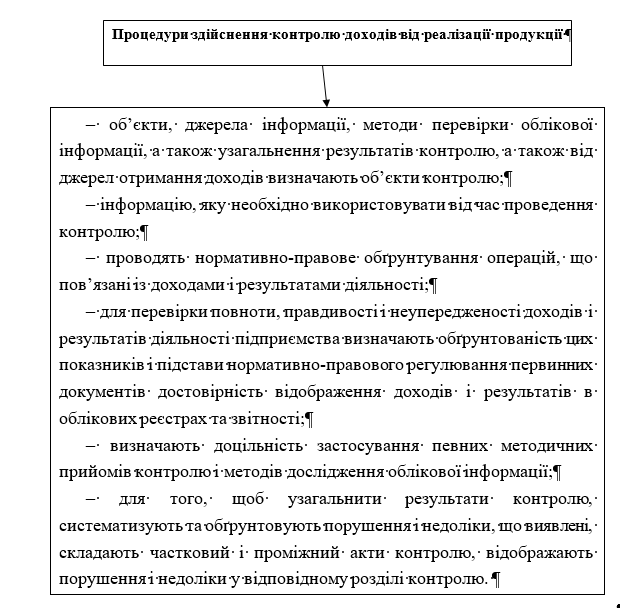 Процедури здійснення контролю доходів від реалізації продукції
– об’єкти, джерела інформації, методи перевірки облікової
інформації, а також узагальнення результатів контролю, а також від
джерел отримання доходів визначають об’єкти контролю;
– інформацію, яку необхідно використовувати від час проведення
контролю;
– проводять нормативно-правове обґрунтування операцій, що
пов’язані із доходами і результатами діяльності;
– для перевірки повноти, правдивості і неупередженості доходів і
результатів діяльності підприємства визначають обґрунтованість цих
показників і підстави нормативно-правового регулювання первинних
документів достовірність відображення доходів і результатів в
облікових реєстрах та звітності;
– визначають доцільність застосування певних методичних
прийомів контролю і методів дослідження облікової інформації;
– для того, щоб узагальнити результати контролю,
систематизують та обґрунтовують порушення і недоліки, що виявлені,
складають частковий і проміжний акти контролю, відображають
порушення і недоліки у відповідному розділі контролю.